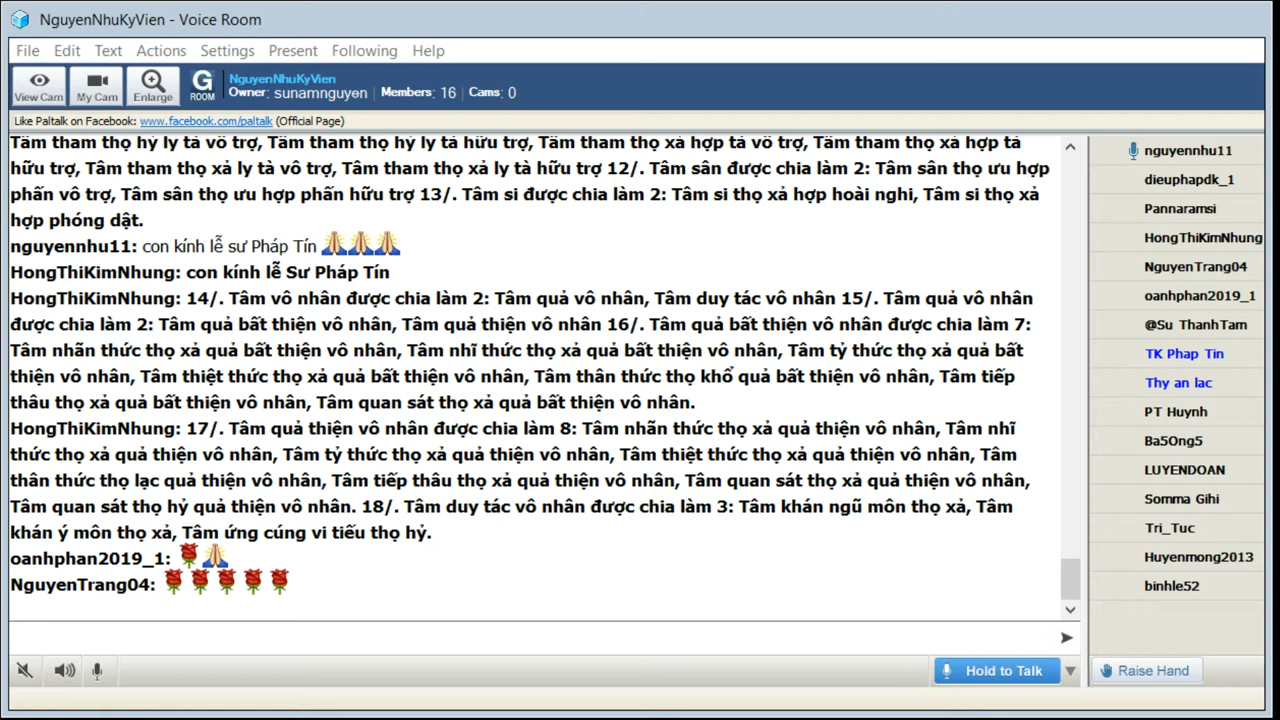 NguyenNhuKyVien - Voice Room
File Edit Text Actions Settings Present Following Help
View Cam My Cam Enlarge G ROOM
NguyenNhuKyVien
Owner: sunamnguyen | Members: 16 | Cams: 0
Like Paltalk on Facebook: www.facebook.com/paltalk (Official Page)
Tâm tham thọ hỷ ly tà vô trợ, Tâm tham thọ hỷ ly tà hữu trợ, Tâm tham thọ xả hợp tà vô trợ, Tâm tham thọ xả hợp tà
hữu trợ, Tâm tham thọ xả ly tà vô trợ, Tâm tham thọ xả ly tà hữu trợ 12/. Tâm sân được chia làm 2: Tâm sân thọ ưu hợp
phấn vô trợ, Tâm sân thọ ưu hợp phấn hữu trợ 13/. Tâm si được chia làm 2: Tâm si thọ xả hợp hoài nghi, Tâm si thọ xả
hợp phóng dật.
nguyennhu11: con kính lễ sư Pháp Tín 🙏🙏🙏
HongThiKimNhung: con kính lễ Sư Pháp Tín
HongThiKimNhung: 14/. Tâm vô nhân được chia làm 2: Tâm quả vô nhân, Tâm duy tác vô nhân 15/. Tâm quả vô nhân
được chia làm 2: Tâm quả bất thiện vô nhân, Tâm quả thiện vô nhân 16/. Tâm quả bất thiện vô nhân được chia làm 7:
Tâm nhãn thức thọ xả quả bất thiện vô nhân, Tâm nhĩ thức thọ xả quả bất thiện vô nhân, Tâm tỷ thức thọ xả quả bất
thiện vô nhân, Tâm thiệt thức thọ xả quả bất thiện vô nhân, Tâm thân thức thọ khổ quả bất thiện vô nhân, Tâm tiếp
thâu thọ xả quả bất thiện vô nhân, Tâm quan sát thọ xả quả bất thiện vô nhân.
HongThiKimNhung: 17/. Tâm quả thiện vô nhân được chia làm 8: Tâm nhãn thức thọ xả quả thiện vô nhân, Tâm nhĩ
thức thọ xả quả thiện vô nhân, Tâm tỷ thức thọ xả quả thiện vô nhân, Tâm thiệt thức thọ xả quả thiện vô nhân, Tâm
thân thức thọ lạc quả thiện vô nhân, Tâm tiếp thâu thọ xả quả thiện vô nhân, Tâm quan sát thọ xả quả thiện vô nhân,
Tâm quan sát thọ hỷ quả thiện vô nhân. 18/. Tâm duy tác vô nhân được chia làm 3: Tâm khán ngũ môn thọ xả, Tâm
khán ý môn thọ xả, Tâm ứng cúng vi tiếu thọ hỷ.
oanhphan2019_1: 🌹🙏
NguyenTrang04: 🌹🌹🌹🌹🌹
nguyennhu11
dieuphapdk_1
Pannaramsi
HongThiKimNhung
NguyenTrang04
oanhphan2019_1
@Su ThanhTam
TK Phap Tin
Thy an lac
PT Huynh
Ba5Ong5
LUYENDOAN
Somma Gihi
Tri_Tuc
Huyenmong2013
binhle52
Hold to Talk
Raise Hand